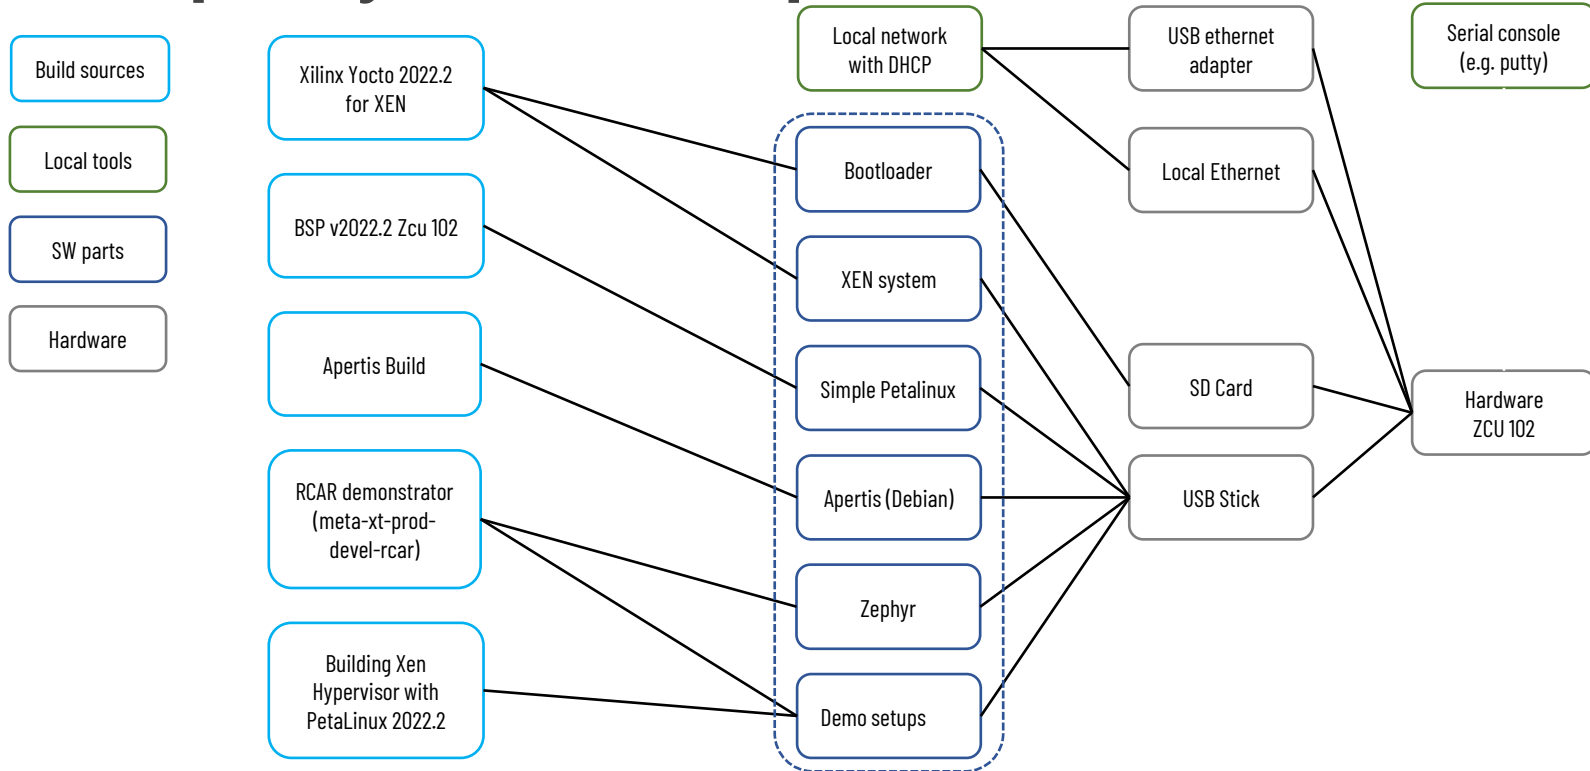 Build sources
Local tools
SW parts
Hardware
Xilinx Yocto 2022.2
for XEN
BSP v2022.2 Zcu 102
Apertis Build
RCAR demonstrator
(meta-xt-prod-
devel-rcar)
Building Xen
Hypervisor with
PetaLinux 2022.2
Local network
with DHCP
Bootloader
XEN system
Simple Petalinux
Apertis (Debian)
Zephyr
Demo setups
USB ethernet
adapter
Local Ethernet
SD Card
USB Stick
Serial console
(e.g. putty)
Hardware
ZCU 102